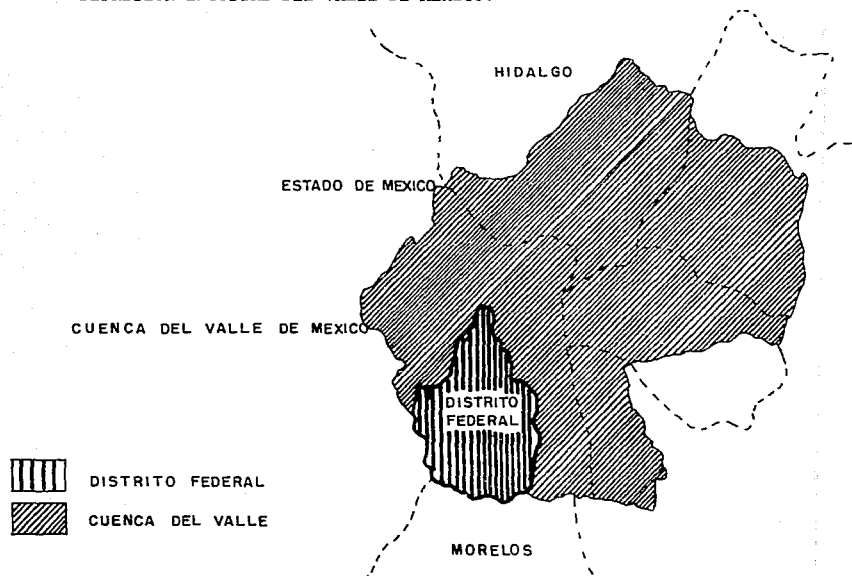 HIDALGO
ESTADO DE MEXICO
CUENCA DEL VALLE DE MEXICO
DISTRITO
FEDERAL
DISTRITO FEDERAL
CUENCA DEL VALLE
MORELOS